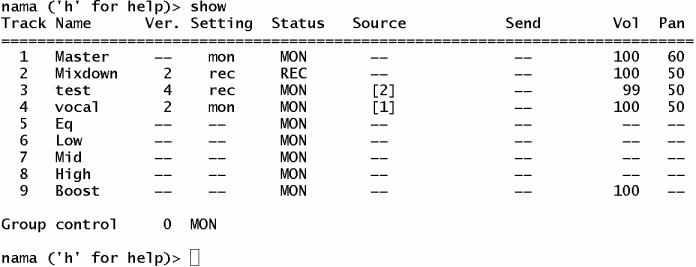 nama ('h' for help)> show
Track Name Ver. Setting Status Source Send Vol Pan
=================================================================================
1 Master -- mon MON -- -- 100 60
2 Mixdown 2 rec REC -- -- 100 50
3 test 4 rec MON [2] -- 99 50
4 vocal 2 mon MON [1] -- 100 50
5 Eq -- -- MON -- -- -- --
6 Low -- -- MON -- -- -- --
7 Mid -- -- MON -- -- -- --
8 High -- -- MON -- -- -- --
9 Boost -- -- MON -- -- 100 --
Group control 0 MON
nama ('h' for help)>